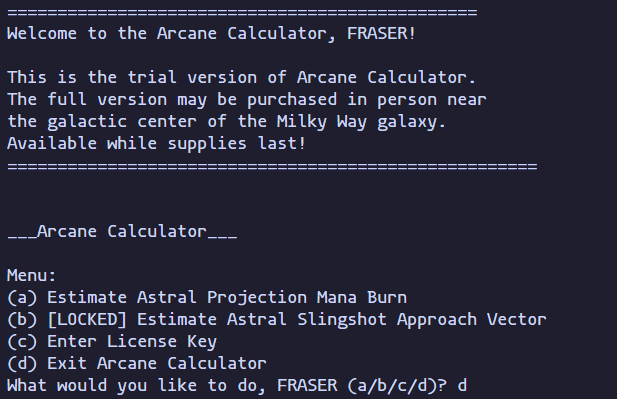 ===============================================
Welcome to the Arcane Calculator, FRASER!
This is the trial version of Arcane Calculator.
The full version may be purchased in person near
the galactic center of the Milky Way galaxy.
Available while supplies last!
=====================================================
___Arcane Calculator___
Menu:
(a) Estimate Astral Projection Mana Burn
(b) [LOCKED] Estimate Astral Slingshot Approach Vector
(c) Enter License Key
(d) Exit Arcane Calculator
What would you like to do, FRASER (a/b/c/d)? d